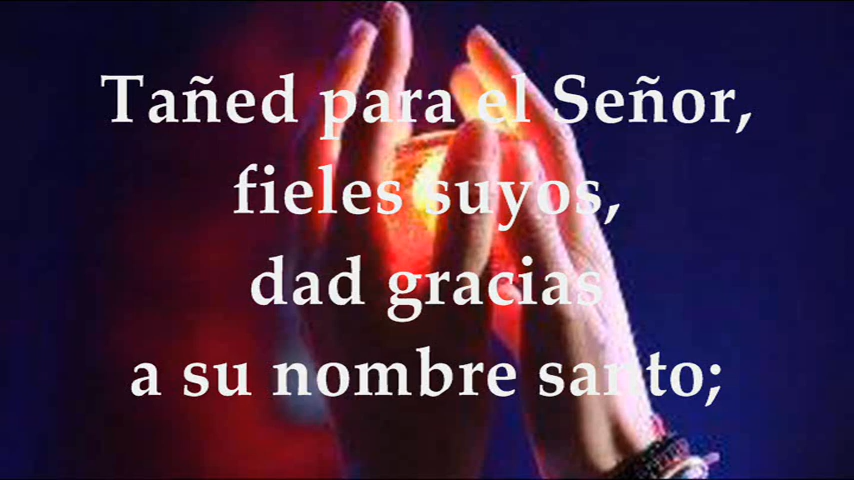 Tañed para el Señor,
fieles suyos,
dad gracias
a su nombre santo;